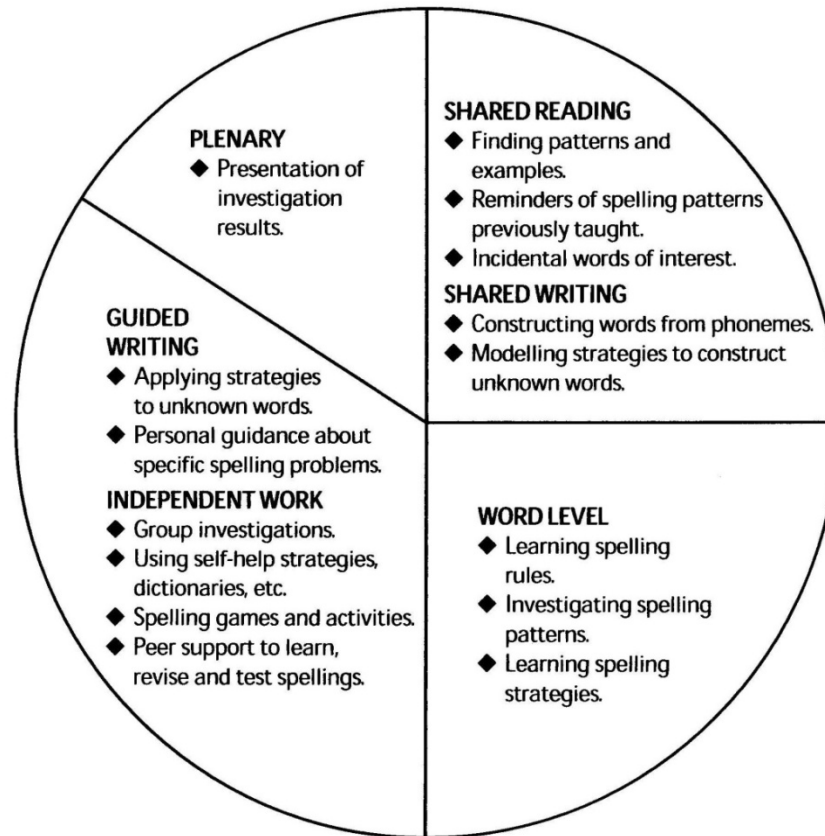 PLENARY
◆ Presentation of
investigation
results.
SHARED READING
◆ Finding patterns and
examples.
◆ Reminders of spelling patterns
previously taught.
◆ Incidental words of interest.
SHARED WRITING
◆ Constructing words from phonemes.
◆ Modelling strategies to construct
unknown words.
GUIDED
WRITING
◆ Applying strategies
to unknown words.
◆ Personal guidance about
specific spelling problems.
INDEPENDENT WORK
◆ Group investigations.
◆ Using self-help strategies,
dictionaries, etc.
◆ Spelling games and activities.
◆ Peer support to learn,
revise and test spellings.
WORD LEVEL
◆ Learning spelling
rules.
◆ Investigating spelling
patterns.
◆ Learning spelling
strategies.